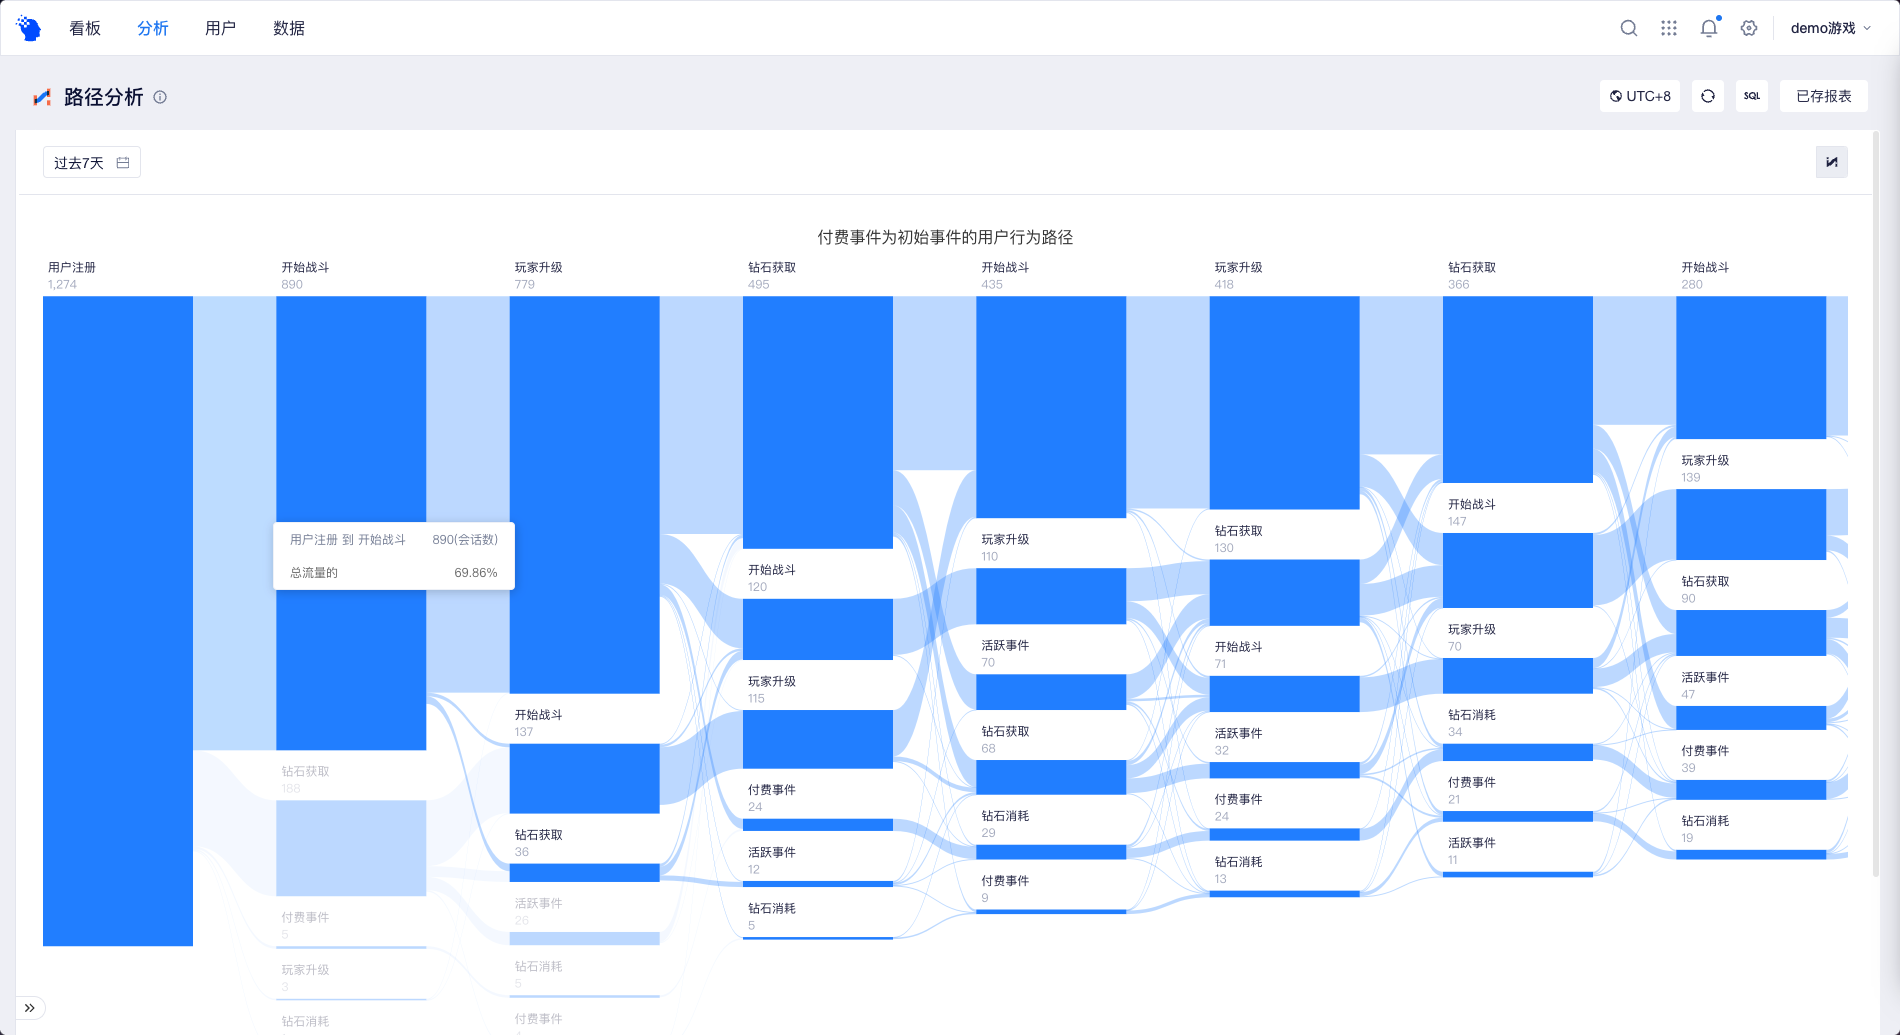 看板
分析
用户
数据
demo游戏
路径分析
UTC+8
SQL
已存报表
过去7天
付费事件为初始事件的用户行为路径
用户注册
1,274
开始战斗
890
用户注册 到 开始战斗 890(会话数)
总流量的 69.86%
钻石获取
188
付费事件
5
玩家升级
3
钻石消耗
玩家升级
779
开始战斗
137
钻石获取
36
活跃事件
26
钻石消耗
5
付费事件
钻石获取
495
开始战斗
120
玩家升级
115
付费事件
24
活跃事件
12
钻石消耗
5
开始战斗
435
玩家升级
110
活跃事件
70
钻石获取
68
钻石消耗
29
付费事件
9
玩家升级
418
钻石获取
130
开始战斗
71
活跃事件
32
付费事件
24
钻石消耗
13
钻石获取
366
开始战斗
147
玩家升级
70
钻石消耗
34
付费事件
21
活跃事件
11
开始战斗
280
玩家升级
139
钻石获取
90
活跃事件
47
付费事件
39
钻石消耗
19